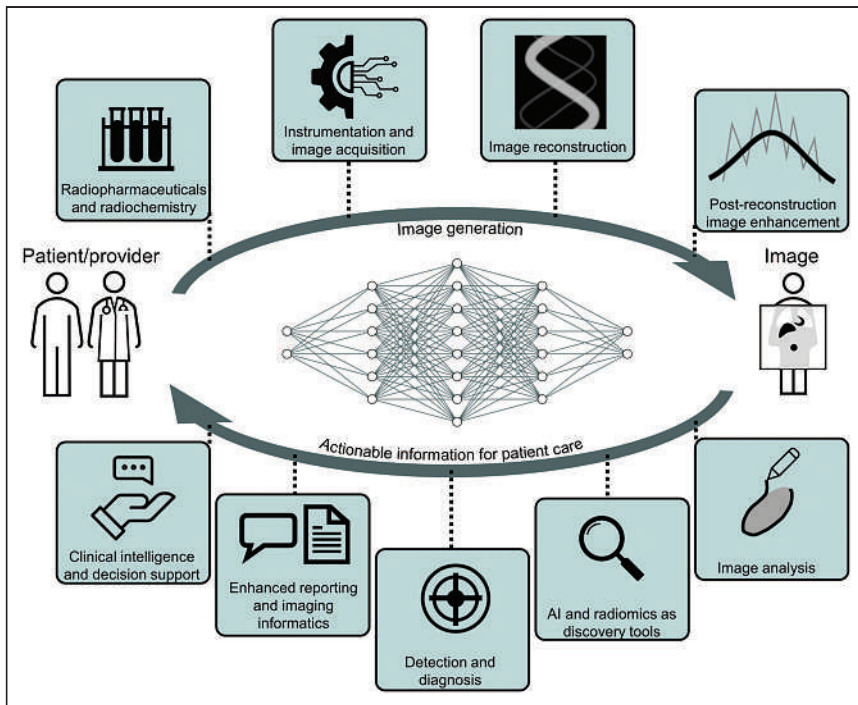 Instrumentation and
image acquisition
Image reconstruction
Radiopharmaceuticals
and radiochemistry
Post-reconstruction
image enhancement
Image generation
Patient/provider
Image
Actionable information for patient care
Clinical intelligence
and decision support
Enhanced reporting
and imaging
informatics
Detection and
diagnosis
AI and radiomics as
discovery tools
Image analysis